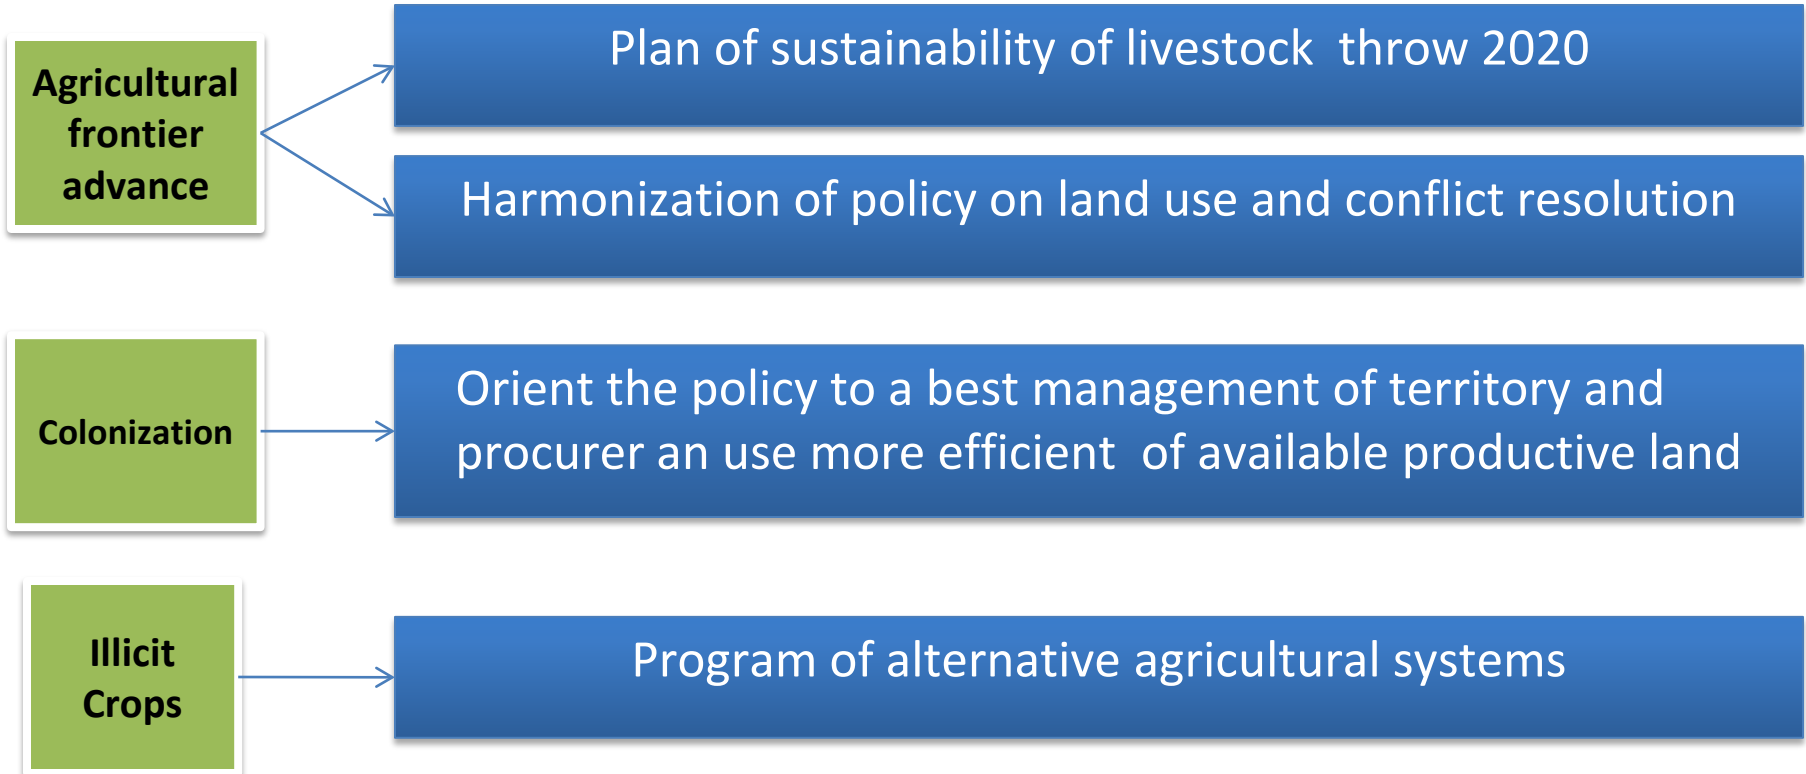 Agricultural
frontier
advance
Plan of sustainability of livestock  throw 2020
Harmonization of policy on land use and conflict resolution
Colonization
Orient the policy to a best management of territory and
procurer an use more efficient  of available productive land
Illicit
Crops
Program of alternative agricultural systems